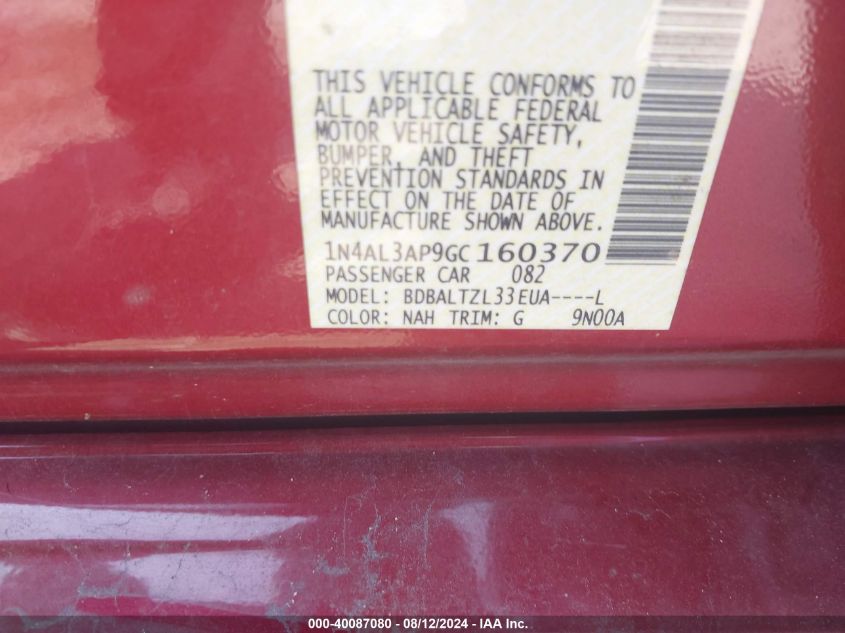 THIS VEHICLE CONFORMS TO
ALL APPLICABLE FEDERAL
MOTOR VEHICLE SAFETY,
BUMPER, AND THEFT
PREVENTION STANDARDS IN
EFFECT ON THE DATE OF
MANUFACTURE SHOWN ABOVE.
1N4AL3AP9GC160370
PASSENGER CAR 082
MODEL: BDBALTZL33EUA----L
COLOR: NAH TRIM: G 9N00A
000-40087080 - 08/12/2024 - IAA Inc.